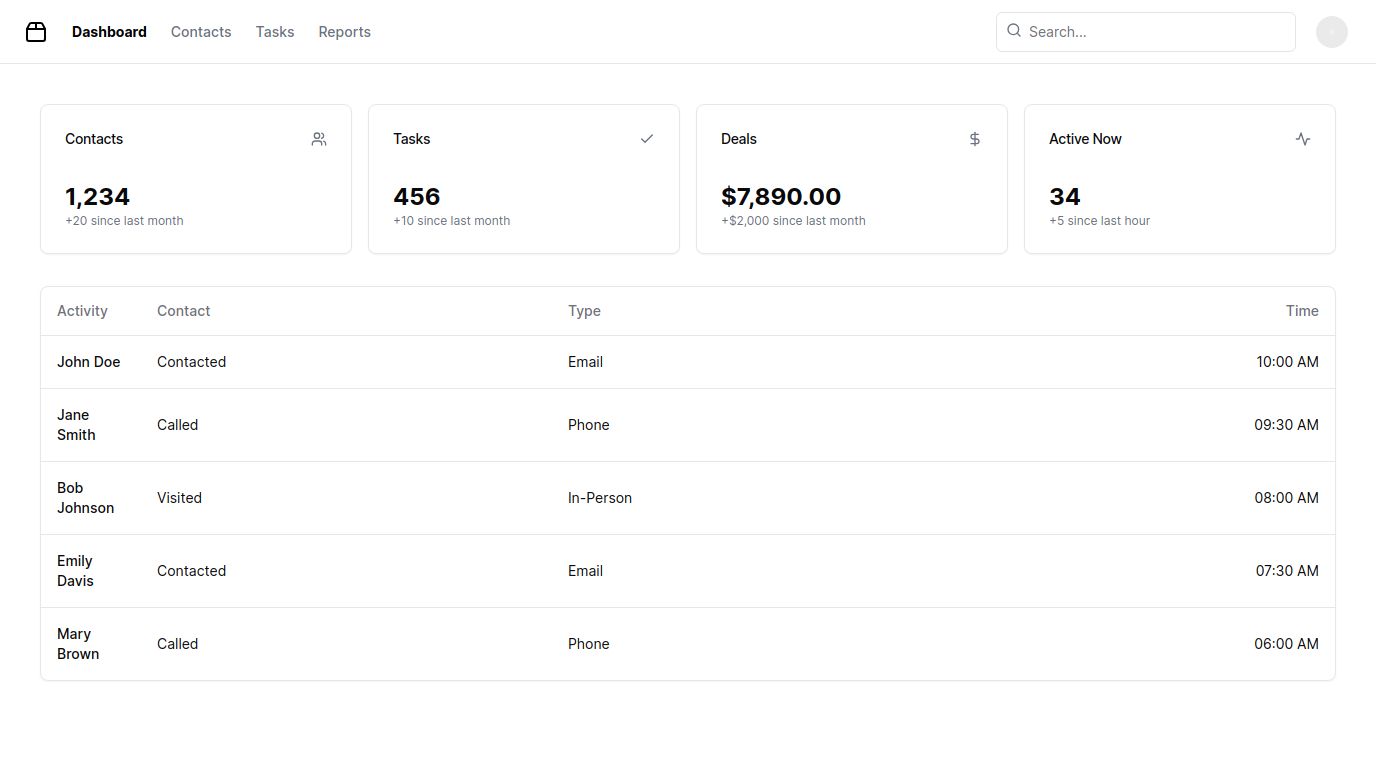 Dashboard Contacts Tasks Reports Search...
Contacts Tasks Deals Active Now
1,234 456 $7,890.00 34
+20 since last month +10 since last month +$2,000 since last month +5 since last hour
Activity Contact Type Time
John Doe Contacted Email 10:00 AM
Jane
Smith Called Phone 09:30 AM
Bob
Johnson Visited In-Person 08:00 AM
Emily
Davis Contacted Email 07:30 AM
Mary
Brown Called Phone 06:00 AM